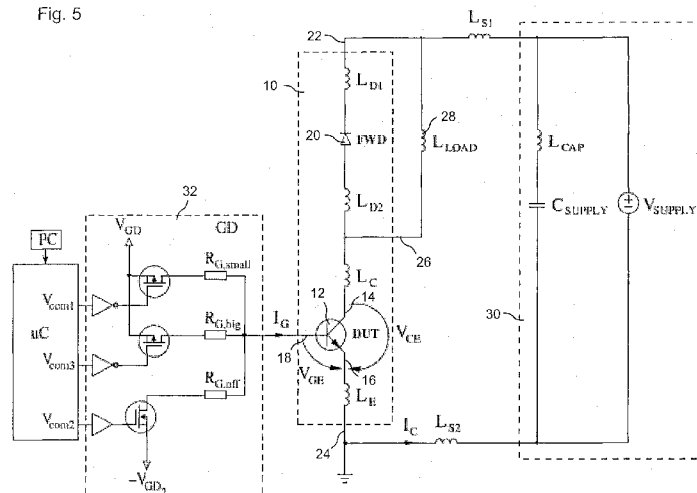 Fig. 5
22
L_S1
10
L_D1
20
FWD
28
L_LOAD
L_CAP
L_D2
C_SUPPLY
V_SUPPLY
26
32
V_GD
GD
PC
R_G,small
L_C
14
12
30
V_com1
μC
R_G,big
I_G
DUT
V_CE
18
V_com3
16
V_GE
R_G,off
L_E
V_com2
L_S2
24
I_C
-V_GD2